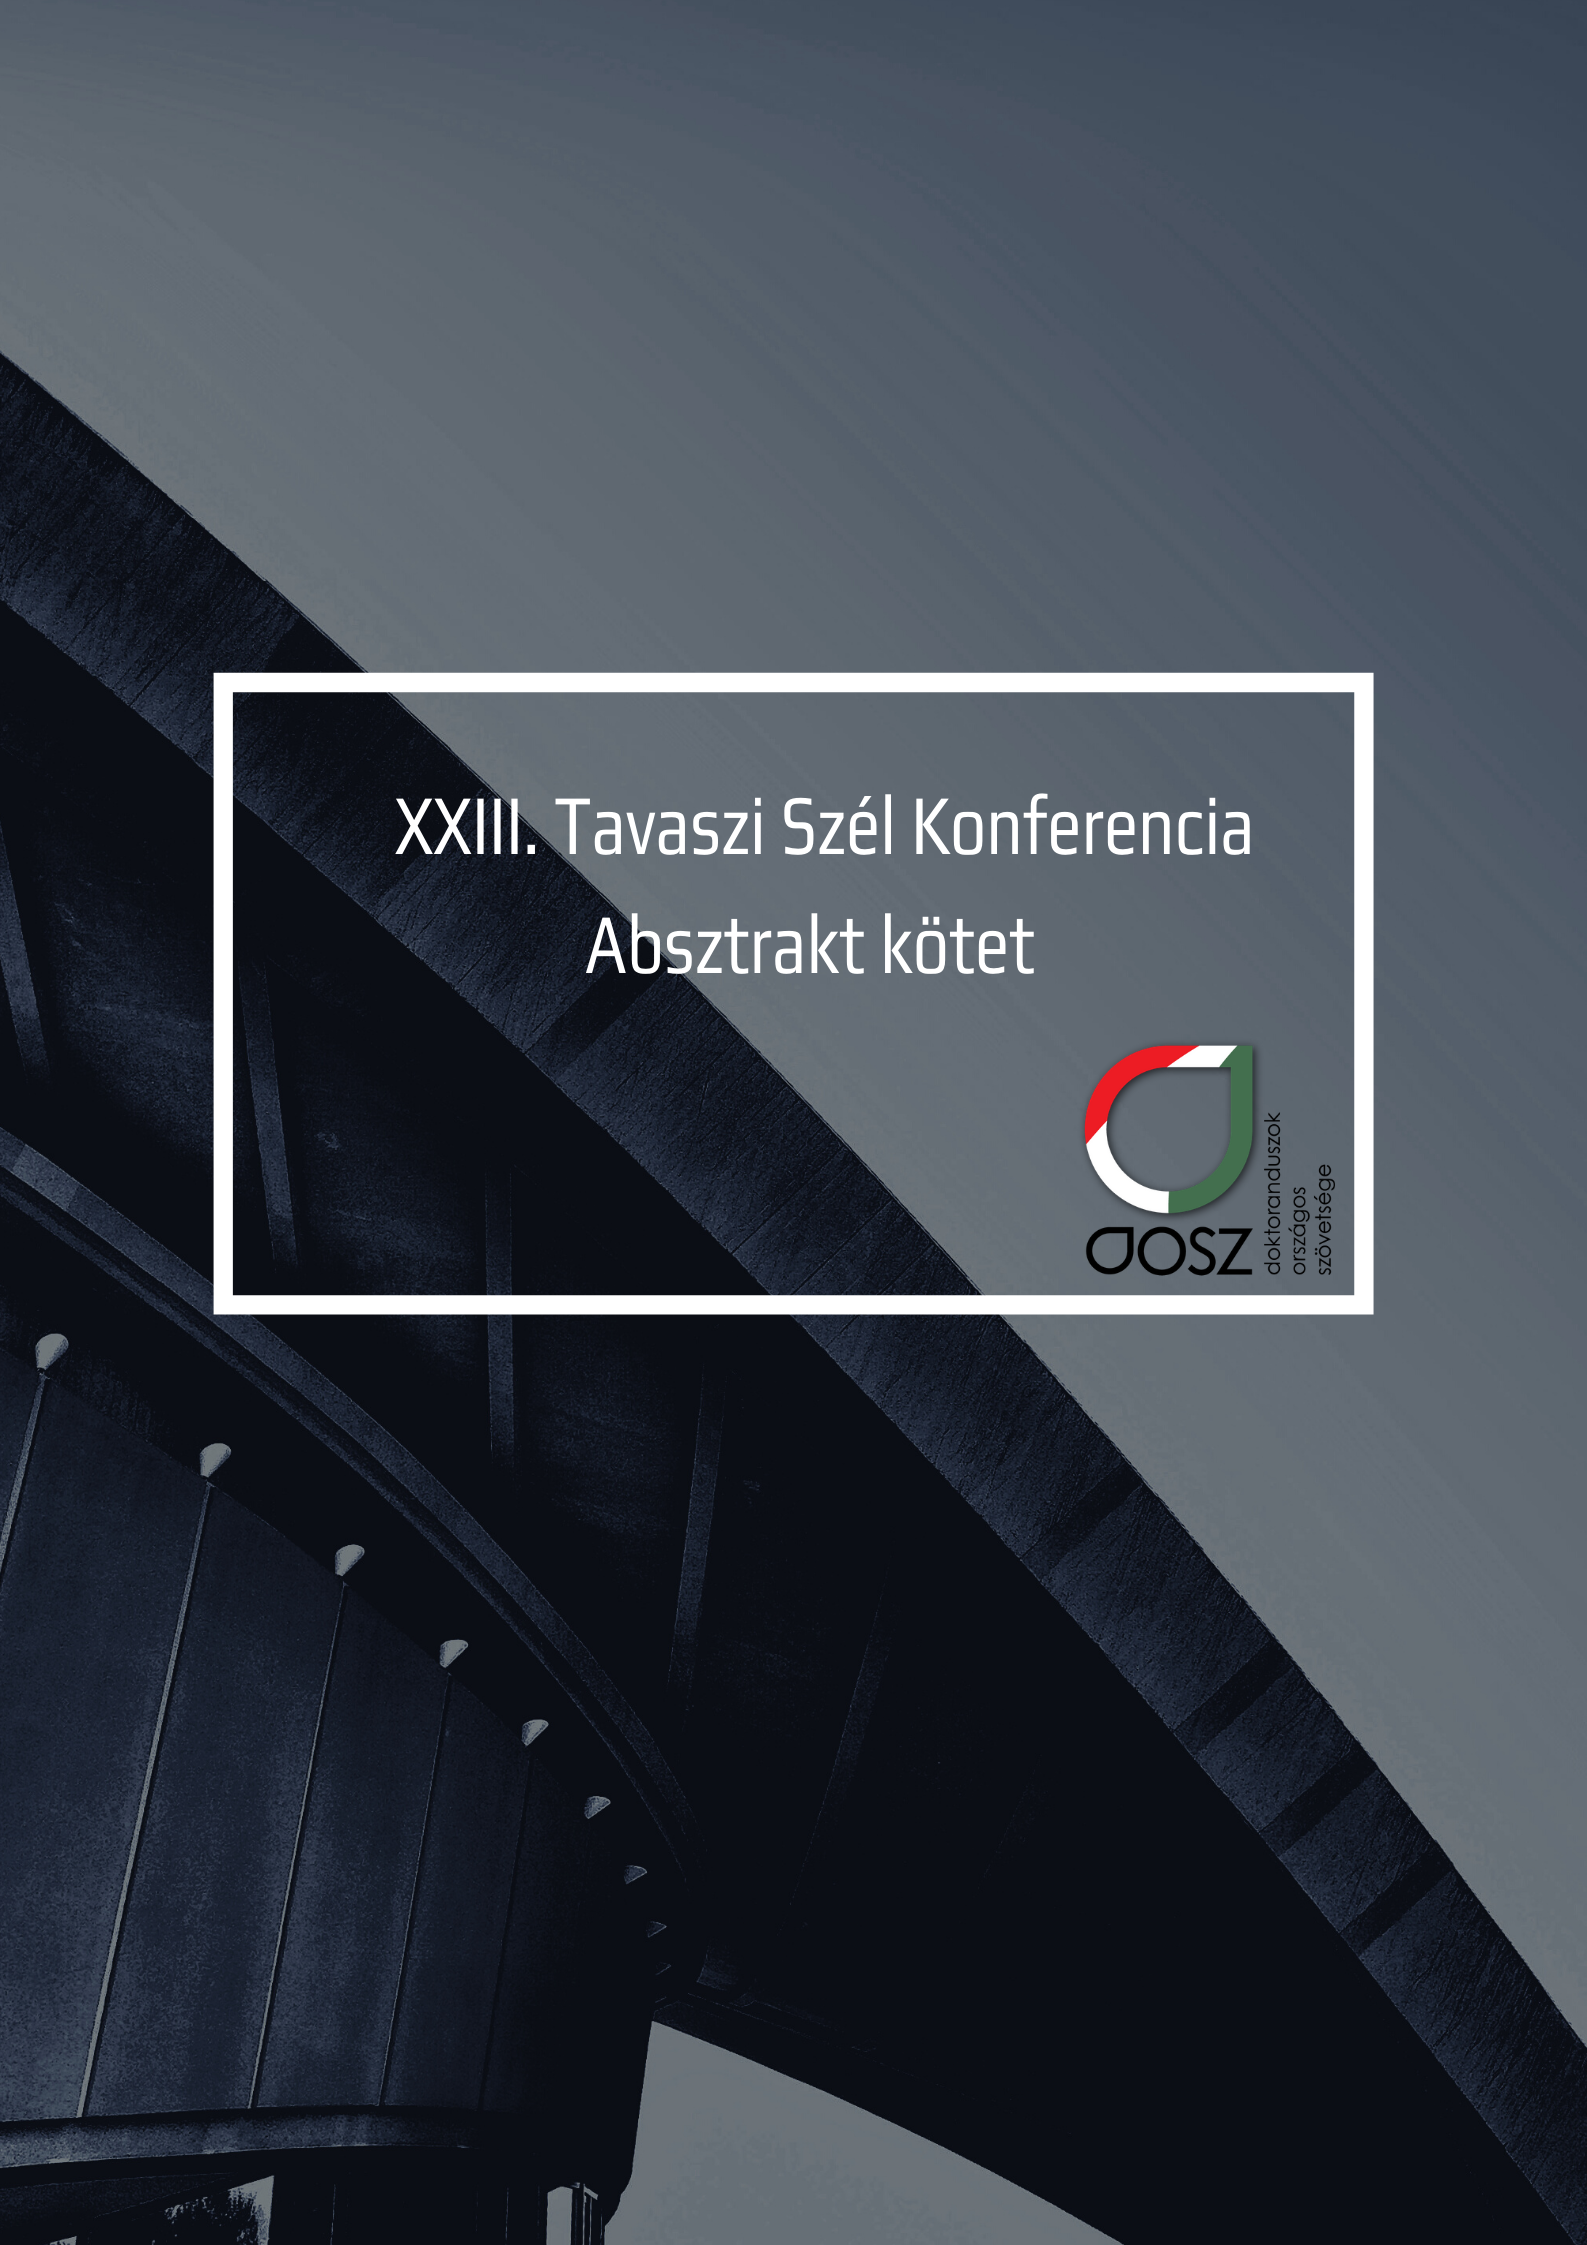 XXIII. Tavaszi Szél Konferencia
Absztrakt kötet
dosz
doktoranduszok
országos
szövetsége